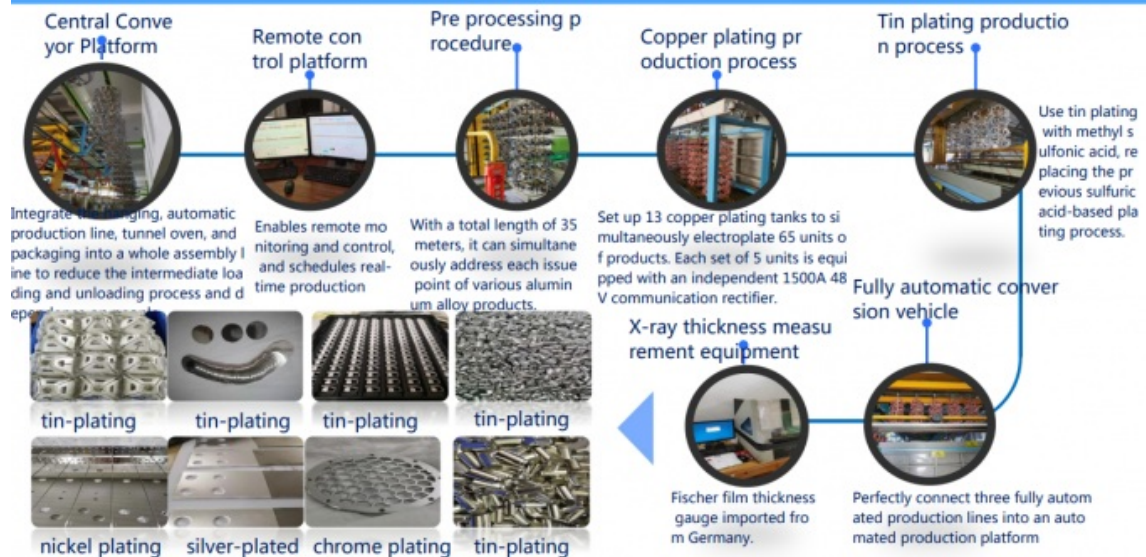 Central Conve
yor Platform
Remote con
trol platform
Pre processing p
rocedure
Copper plating pr
oduction process
Tin plating productio
n process
Integrate hanging, automatic
production line, tunnel oven, and
packaging into a whole assembly l
ine to reduce the intermediate loa
ding and unloading process and d
Enables remote mo
nitoring and control,
and schedules real-
time production
With a total length of 35
meters, it can simultane
ously address each issue
point of various alumin
um alloy products.
Set up 13 copper plating tanks to si
multaneously electroplate 65 units o
f products. Each set of 5 units is equi
pped with an independent 1500A 48
V communication rectifier.
Use tin plating
with methyl s
ulfonic acid, re
placing the pr
evious sulfuric
acid-based pla
ting process.
Fully automatic conver
sion vehicle
X-ray thickness measu
rement equipment
tin-plating
tin-plating
tin-plating
tin-plating
nickel plating
silver-plated
chrome plating
tin-plating
Fischer film thickness
gauge imported fro
m Germany.
Perfectly connect three fully autom
ated production lines into an auto
mated production platform